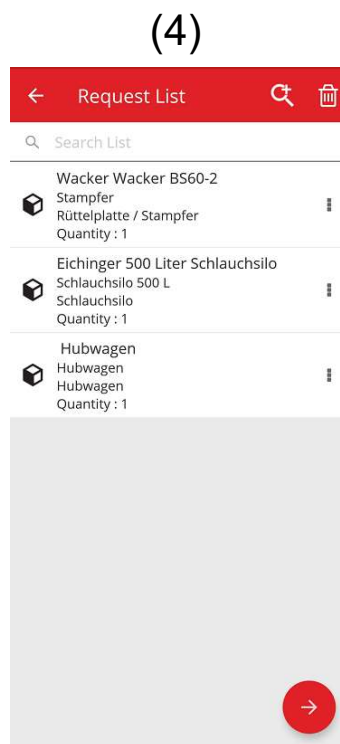 (4)
Request List
Search List
Wacker Wacker BS60-2
Stampfer
Rüttelplatte / Stampfer
Quantity : 1
Eichinger 500 Liter Schlauchsilo
Schlauchsilo 500 L
Schlauchsilo
Quantity : 1
Hubwagen
Hubwagen
Hubwagen
Quantity : 1